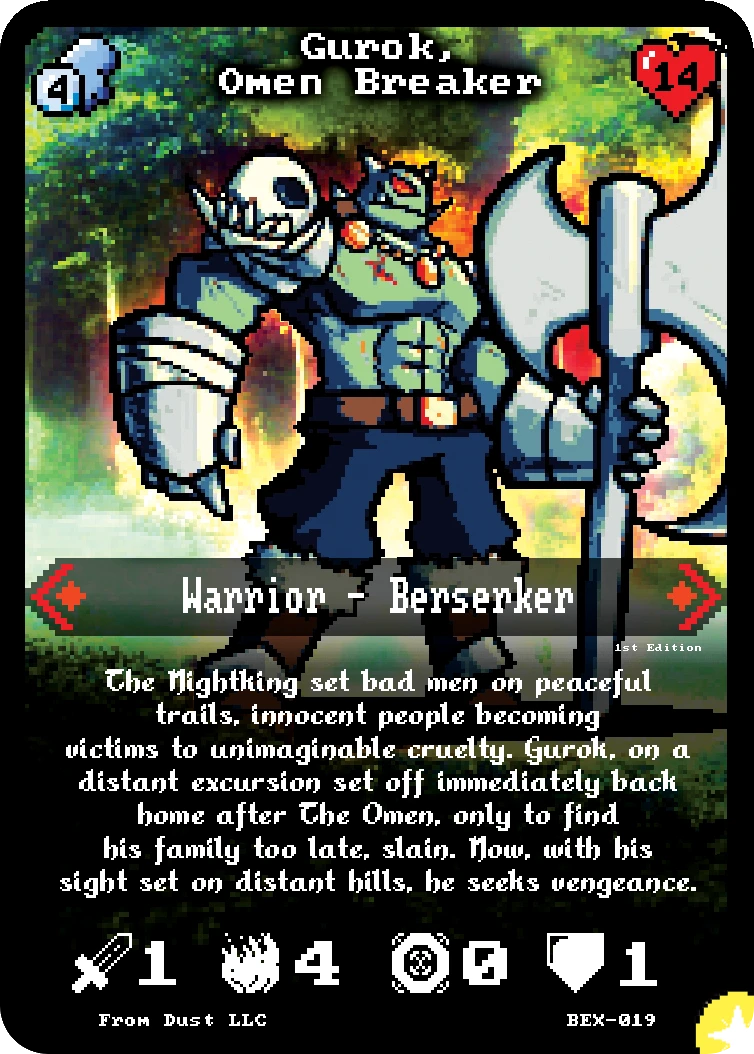 Gurok,
Omen Breaker
4
14
Warrior - Berserker
1st Edition
The Nightking set bad men on peaceful
trails, innocent people becoming
victims to unimaginable cruelty. Gurok, on a
distant excursion set off immediately back
home after The Omen, only to find
his family too late, slain. Now, with his
sight set on distant hills, he seeks vengeance.
1 4 0 1
From Dust LLC BEX-019